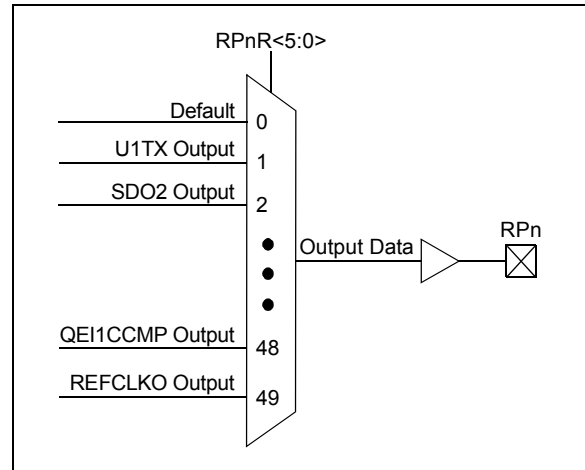 RPnR<5:0>
Default
0
U1TX Output
1
SDO2 Output
2
Output Data
RPn
QEI1CCMP Output
48
REFCLKO Output
49